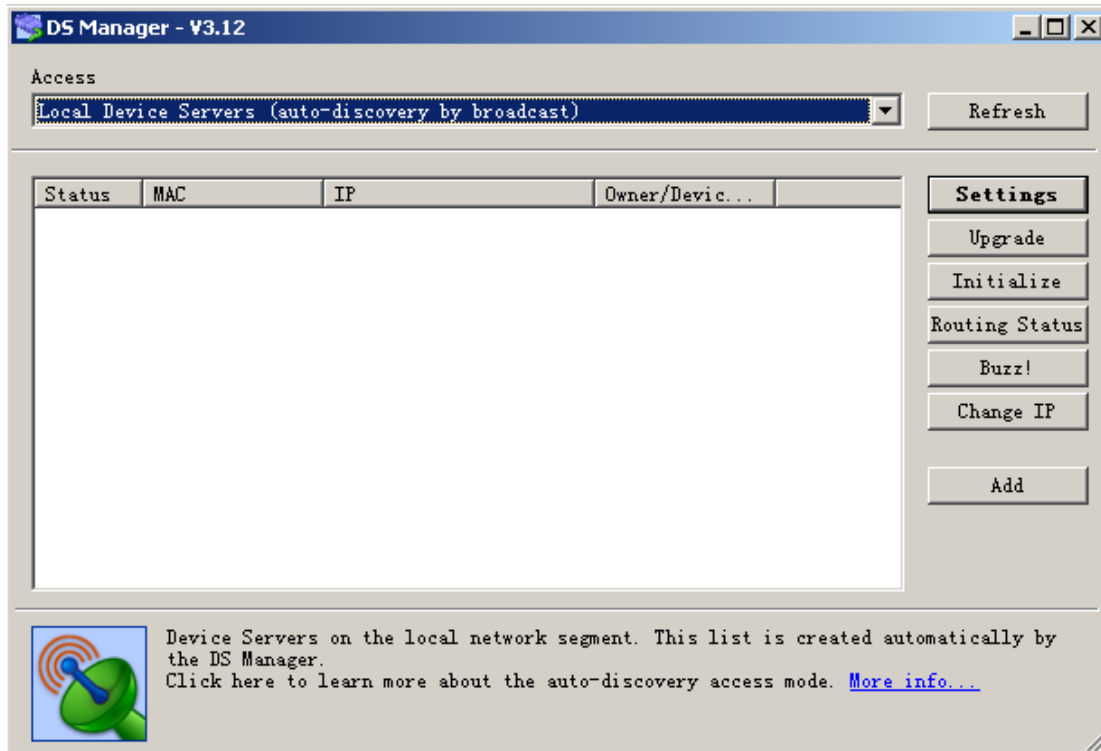 DS Manager - V3.12
Access
Local Device Servers (auto-discovery by broadcast)
Refresh
Status MAC IP Owner/Devic...
Settings
Upgrade
Initialize
Routing Status
Buzz!
Change IP
Add
Device Servers on the local network segment. This list is created automatically by
the DS Manager.
Click here to learn more about the auto-discovery access mode. More info...